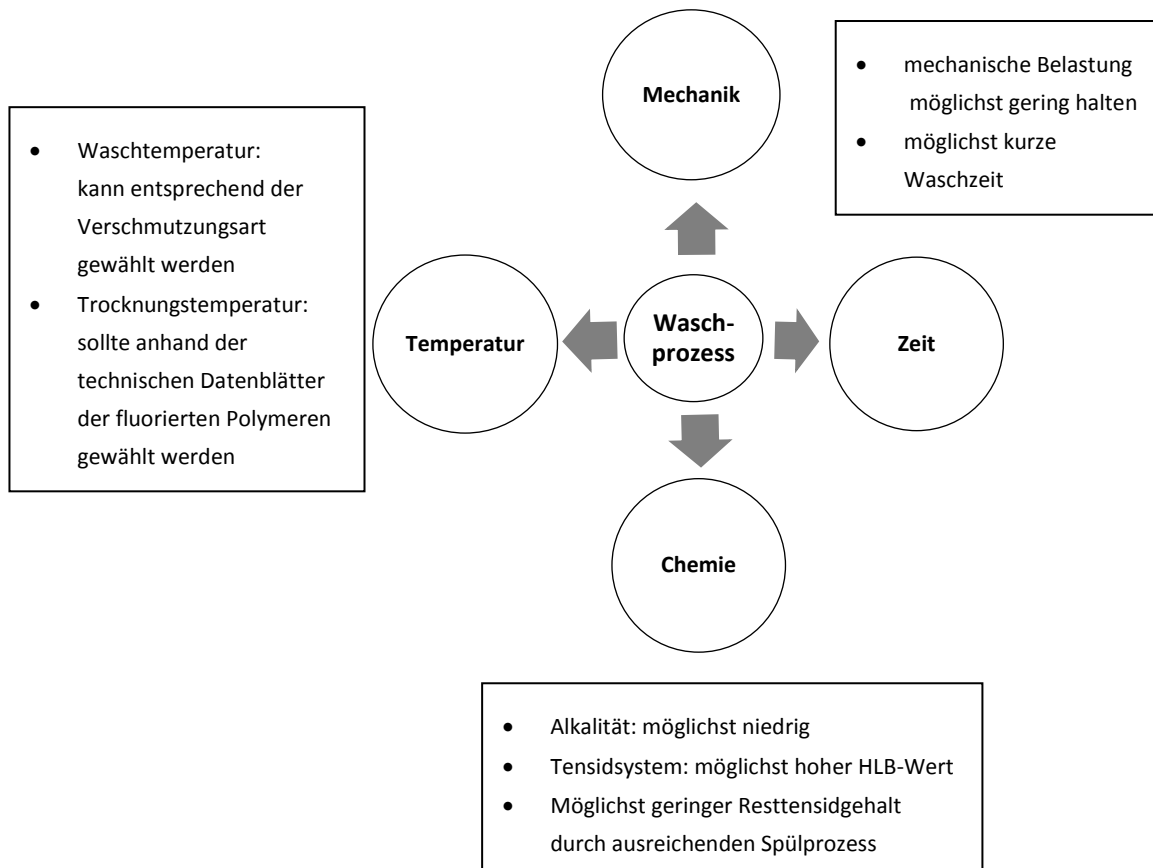 Mechanik
• mechanische Belastung
möglichst gering halten
• möglichst kurze
Waschzeit
• Waschtemperatur:
kann entsprechend der
Verschmutzungsart
gewählt werden
• Trocknungstemperatur:
sollte anhand der
technischen Datenblätter
der fluorierten Polymeren
gewählt werden
Temperatur
Wasch-
prozess
Zeit
Chemie
• Alkalität: möglichst niedrig
• Tensidsystem: möglichst hoher HLB-Wert
• Möglichst geringer Resttensidgehalt
durch ausreichenden Spülprozess